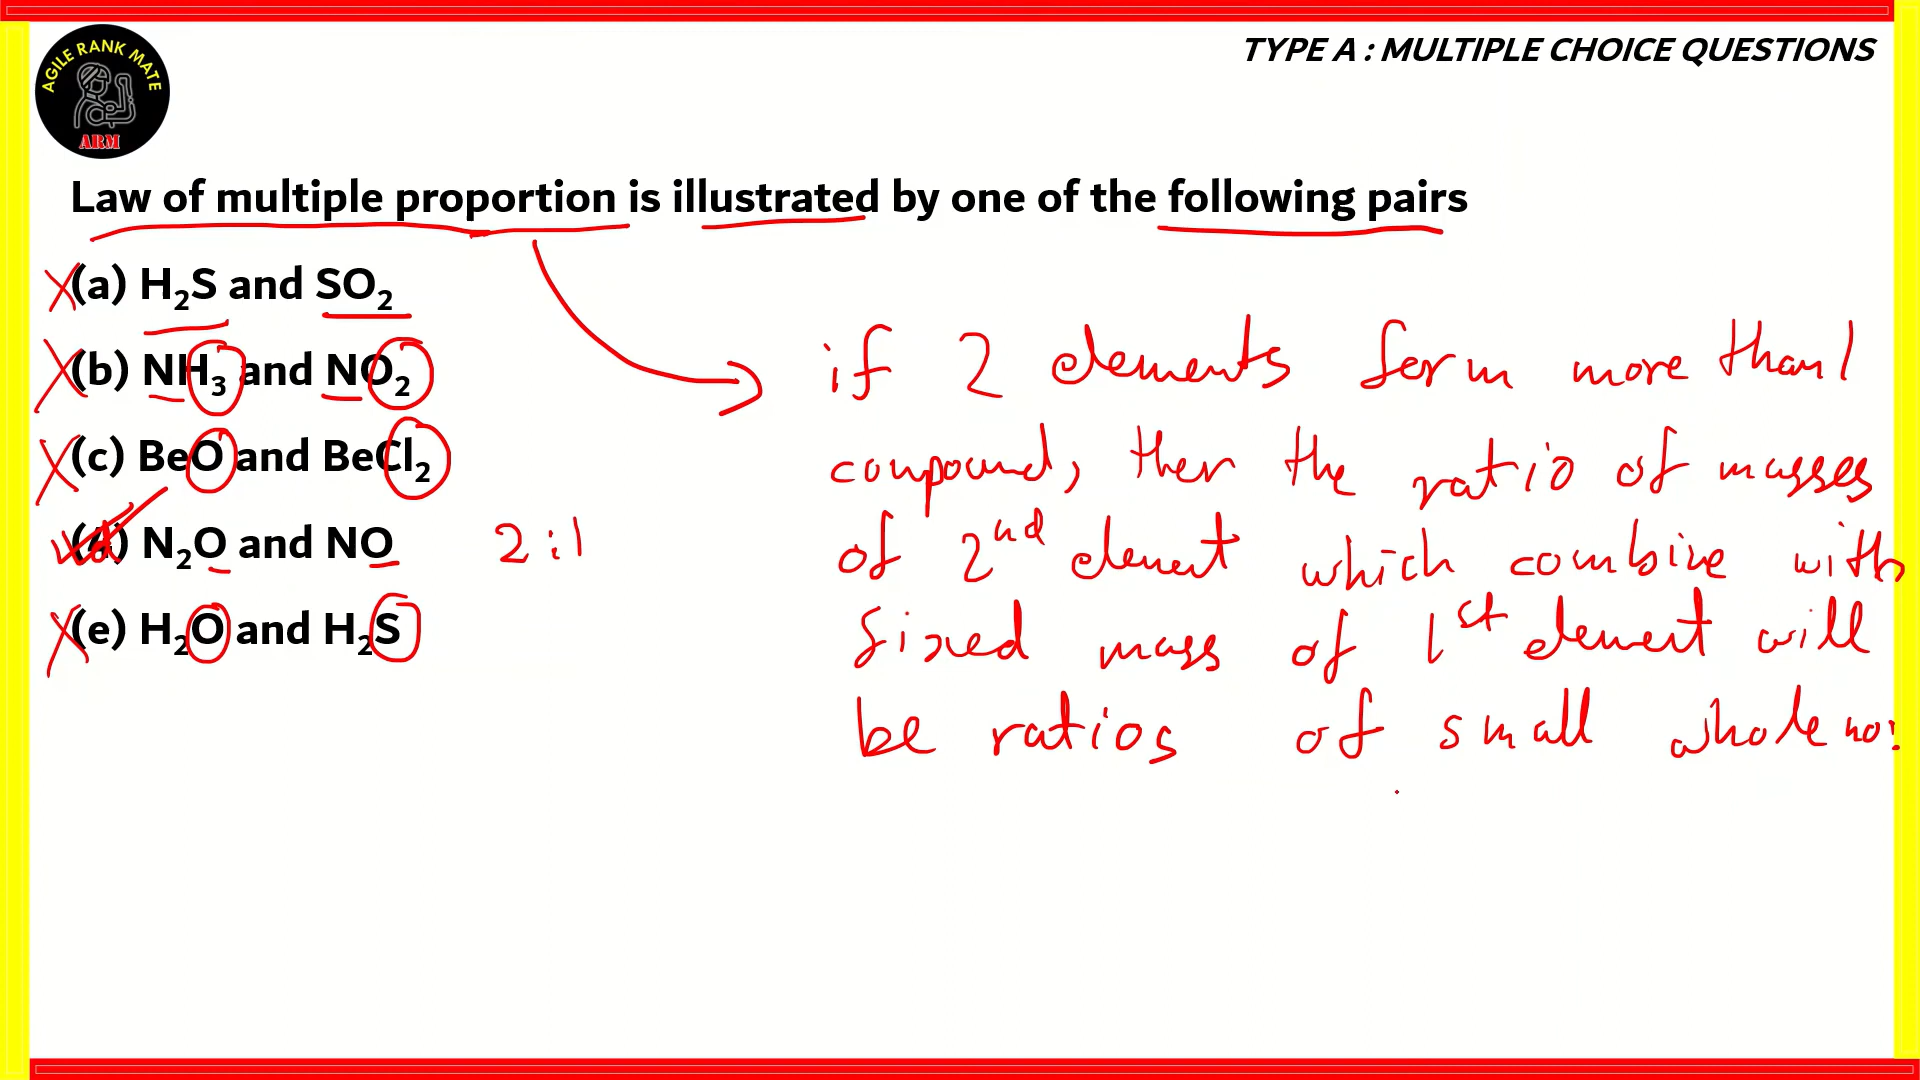 AGILE RANK MATE
ARM
TYPE A : MULTIPLE CHOICE QUESTIONS
Law of multiple proportion is illustrated by one of the following pairs
(a) H₂S and SO₂
(b) NH₃ and NO₂
(c) BeO and BeCl₂
(d) N₂O and NO 2:1
(e) H₂O and H₂S
if 2 elements form more than 1
compound, then the ratio of masses
of 2nd element which combine with
fixed mass of 1st element will
be ratios of small whole no: